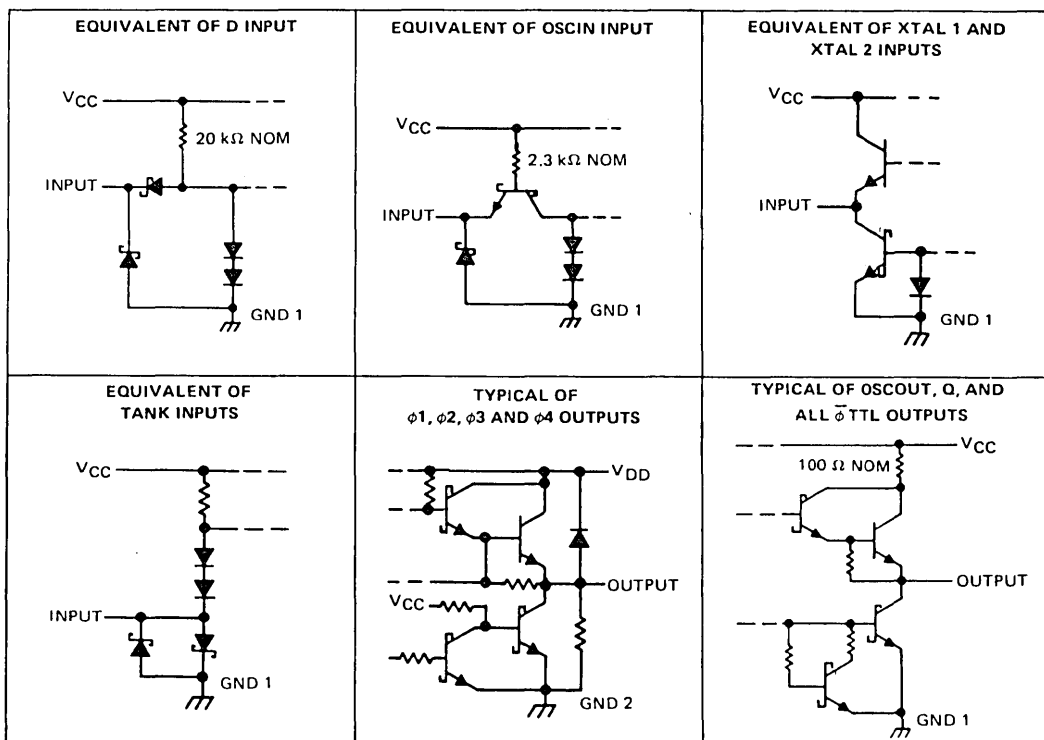 EQUIVALENT OF D INPUT
VCC
20 kΩ NOM
INPUT
GND 1
EQUIVALENT OF OSCIN INPUT
VCC
2.3 kΩ NOM
INPUT
GND 1
EQUIVALENT OF XTAL 1 AND
XTAL 2 INPUTS
VCC
INPUT
GND 1
EQUIVALENT OF
TANK INPUTS
VCC
INPUT
GND 1
TYPICAL OF
ϕ1, ϕ2, ϕ3 AND ϕ4 OUTPUTS
VDD
OUTPUT
VCC
GND 2
TYPICAL OF OSCOUT, Q, AND
ALL ϕ̅ TTL OUTPUTS
VCC
100 Ω NOM
OUTPUT
GND 1